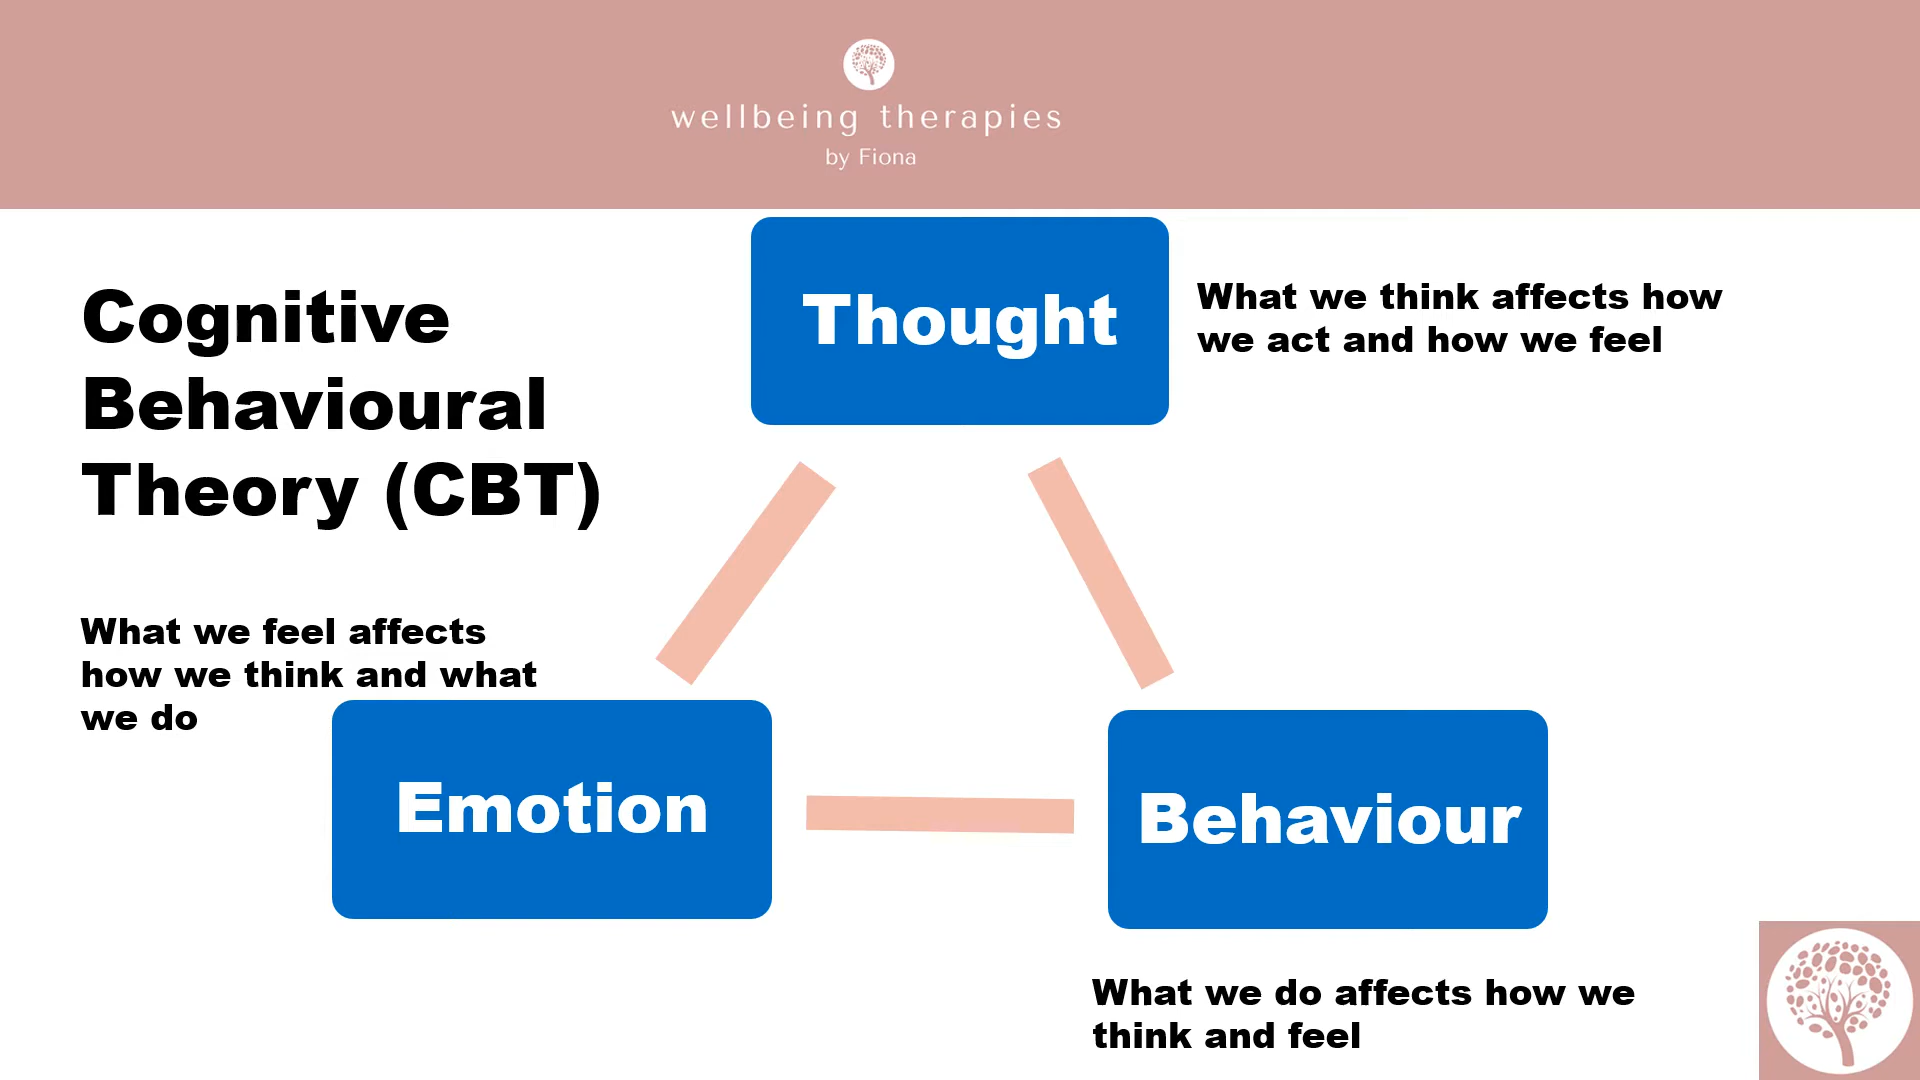 wellbeing therapies
by Fiona
Cognitive
Behavioural
Theory (CBT)
Thought
What we think affects how
we act and how we feel
What we feel affects
how we think and what
we do
Emotion
Behaviour
What we do affects how we
think and feel